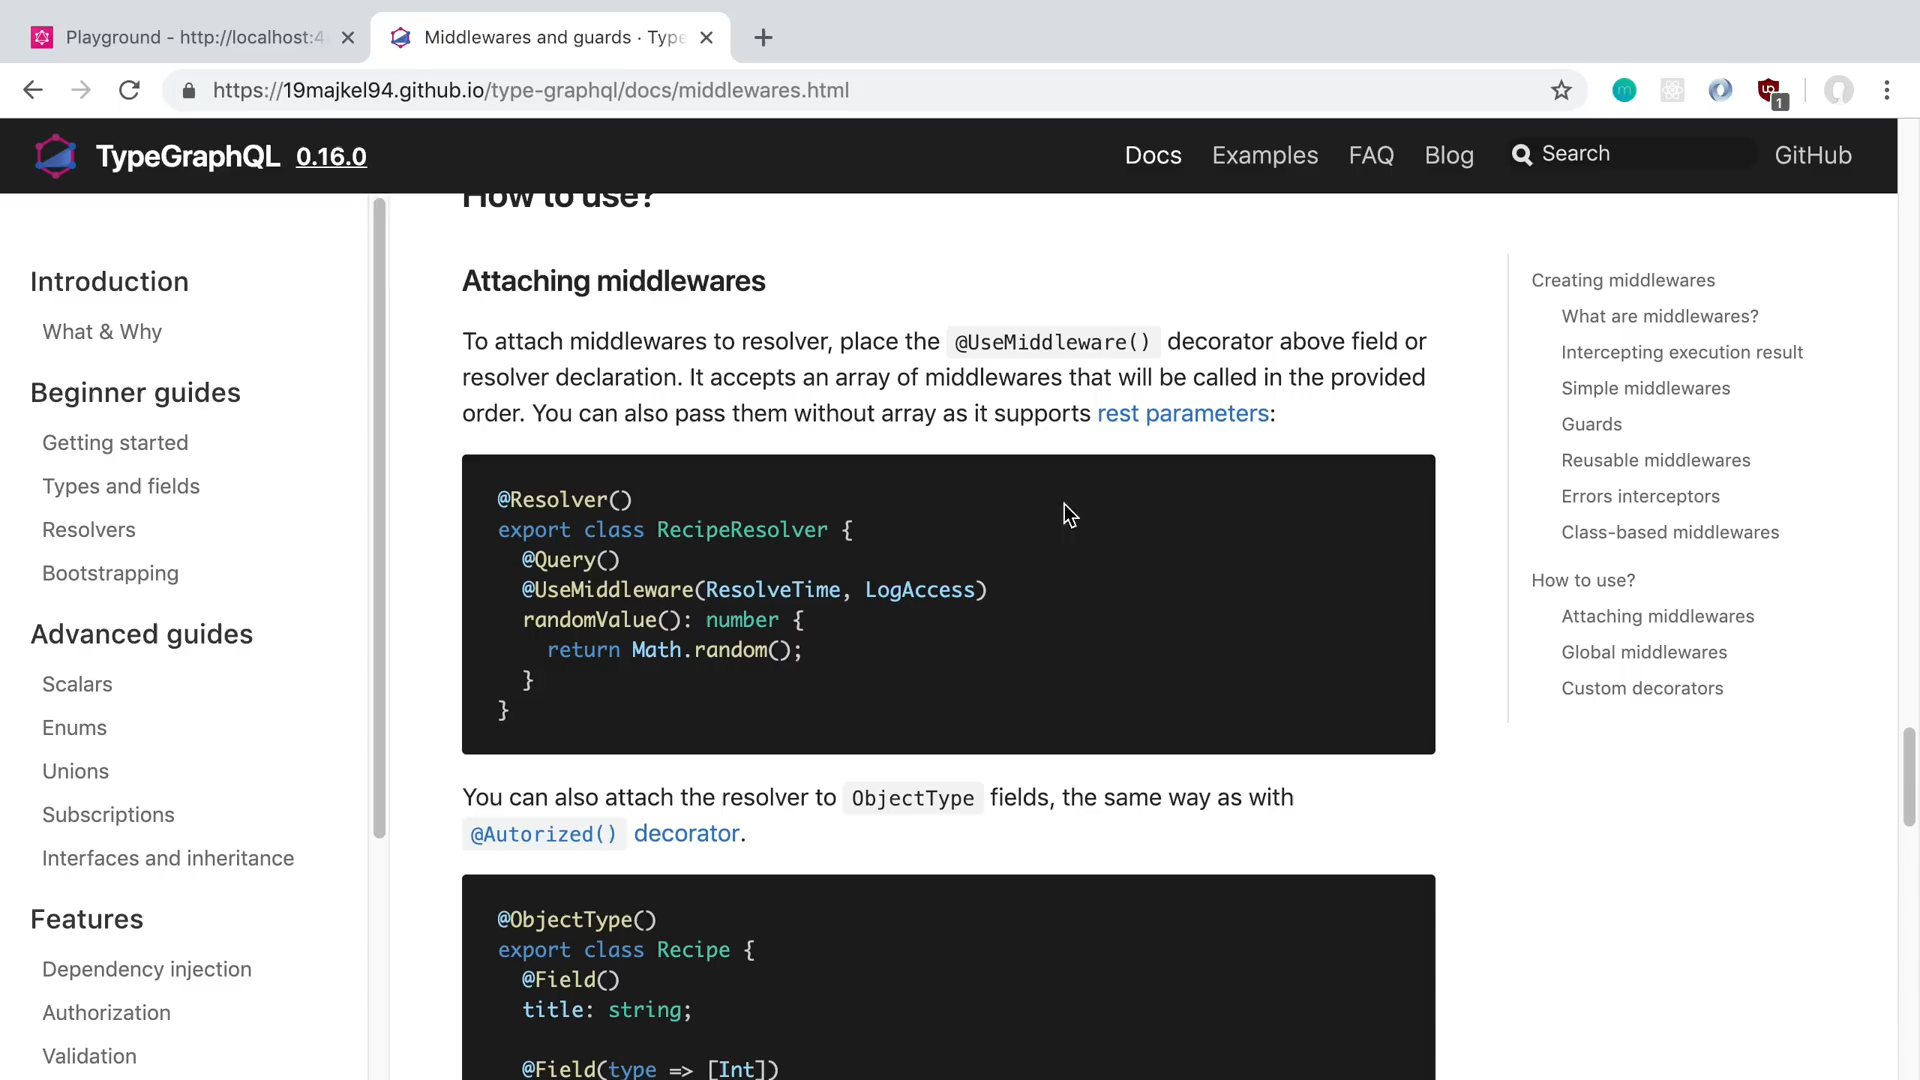 Playground - http://localhost:4
Middlewares and guards · Type
https://19majkel94.github.io/type-graphql/docs/middlewares.html
1
TypeGraphQL 0.16.0
Docs
Examples
FAQ
Blog
Search
GitHub
Introduction
What & Why
Beginner guides
Getting started
Types and fields
Resolvers
Bootstrapping
Advanced guides
Scalars
Enums
Unions
Subscriptions
Interfaces and inheritance
Features
Dependency injection
Authorization
Validation
How to use?
Attaching middlewares
To attach middlewares to resolver, place the @UseMiddleware() decorator above field or
resolver declaration. It accepts an array of middlewares that will be called in the provided
order. You can also pass them without array as it supports rest parameters:
@Resolver()
export class RecipeResolver {
@Query()
@UseMiddleware(ResolveTime, LogAccess)
randomValue(): number {
return Math.random();
}
}
You can also attach the resolver to ObjectType fields, the same way as with
@Autorized() decorator.
@ObjectType()
export class Recipe {
@Field()
title: string;
@Field(type => [Int])
Creating middlewares
What are middlewares?
Intercepting execution result
Simple middlewares
Guards
Reusable middlewares
Errors interceptors
Class-based middlewares
How to use?
Attaching middlewares
Global middlewares
Custom decorators